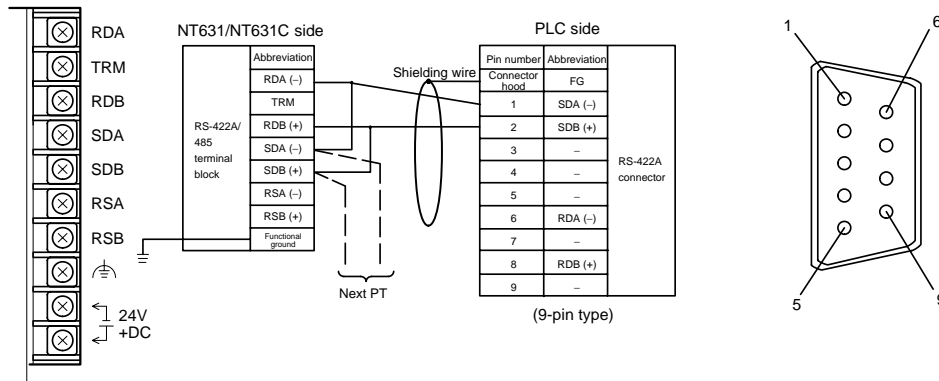 RDA
TRM
RDB
SDA
SDB
RSA
RSB
24V
+DC
NT631/NT631C side
RS-422A/
485
terminal
block
Abbreviation
RDA (–)
TRM
RDB (+)
SDA (–)
SDB (+)
RSA (–)
RSB (+)
Functional
ground
Shielding wire
Next PT
PLC side
Pin number Abbreviation
Connector
hood FG
1 SDA (–)
2 SDB (+)
3 –
4 –
5 –
6 RDA (–)
7 –
8 RDB (+)
9 –
RS-422A
connector
(9-pin type)
1
6
5
9